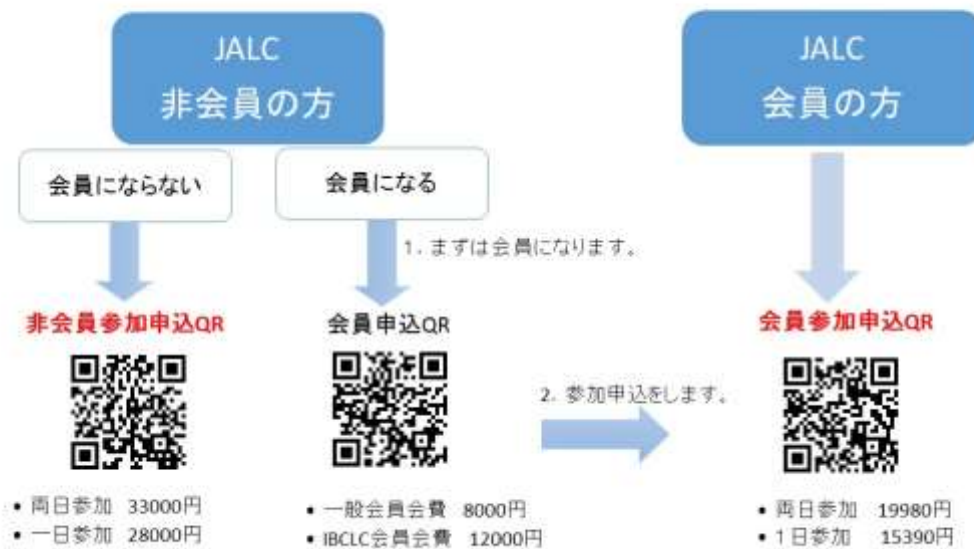 JALC
非会員の方
会員にならない
会員になる
1. まずは会員になります。
非会員参加申込QR
会員申込QR
2. 参加申込をします。
• 両日参加 33000円
• 一日参加 28000円
• 一般会員会費 8000円
• IBCLC会員会費 12000円
JALC
会員の方
会員参加申込QR
• 両日参加 19980円
• 1日参加 15390円